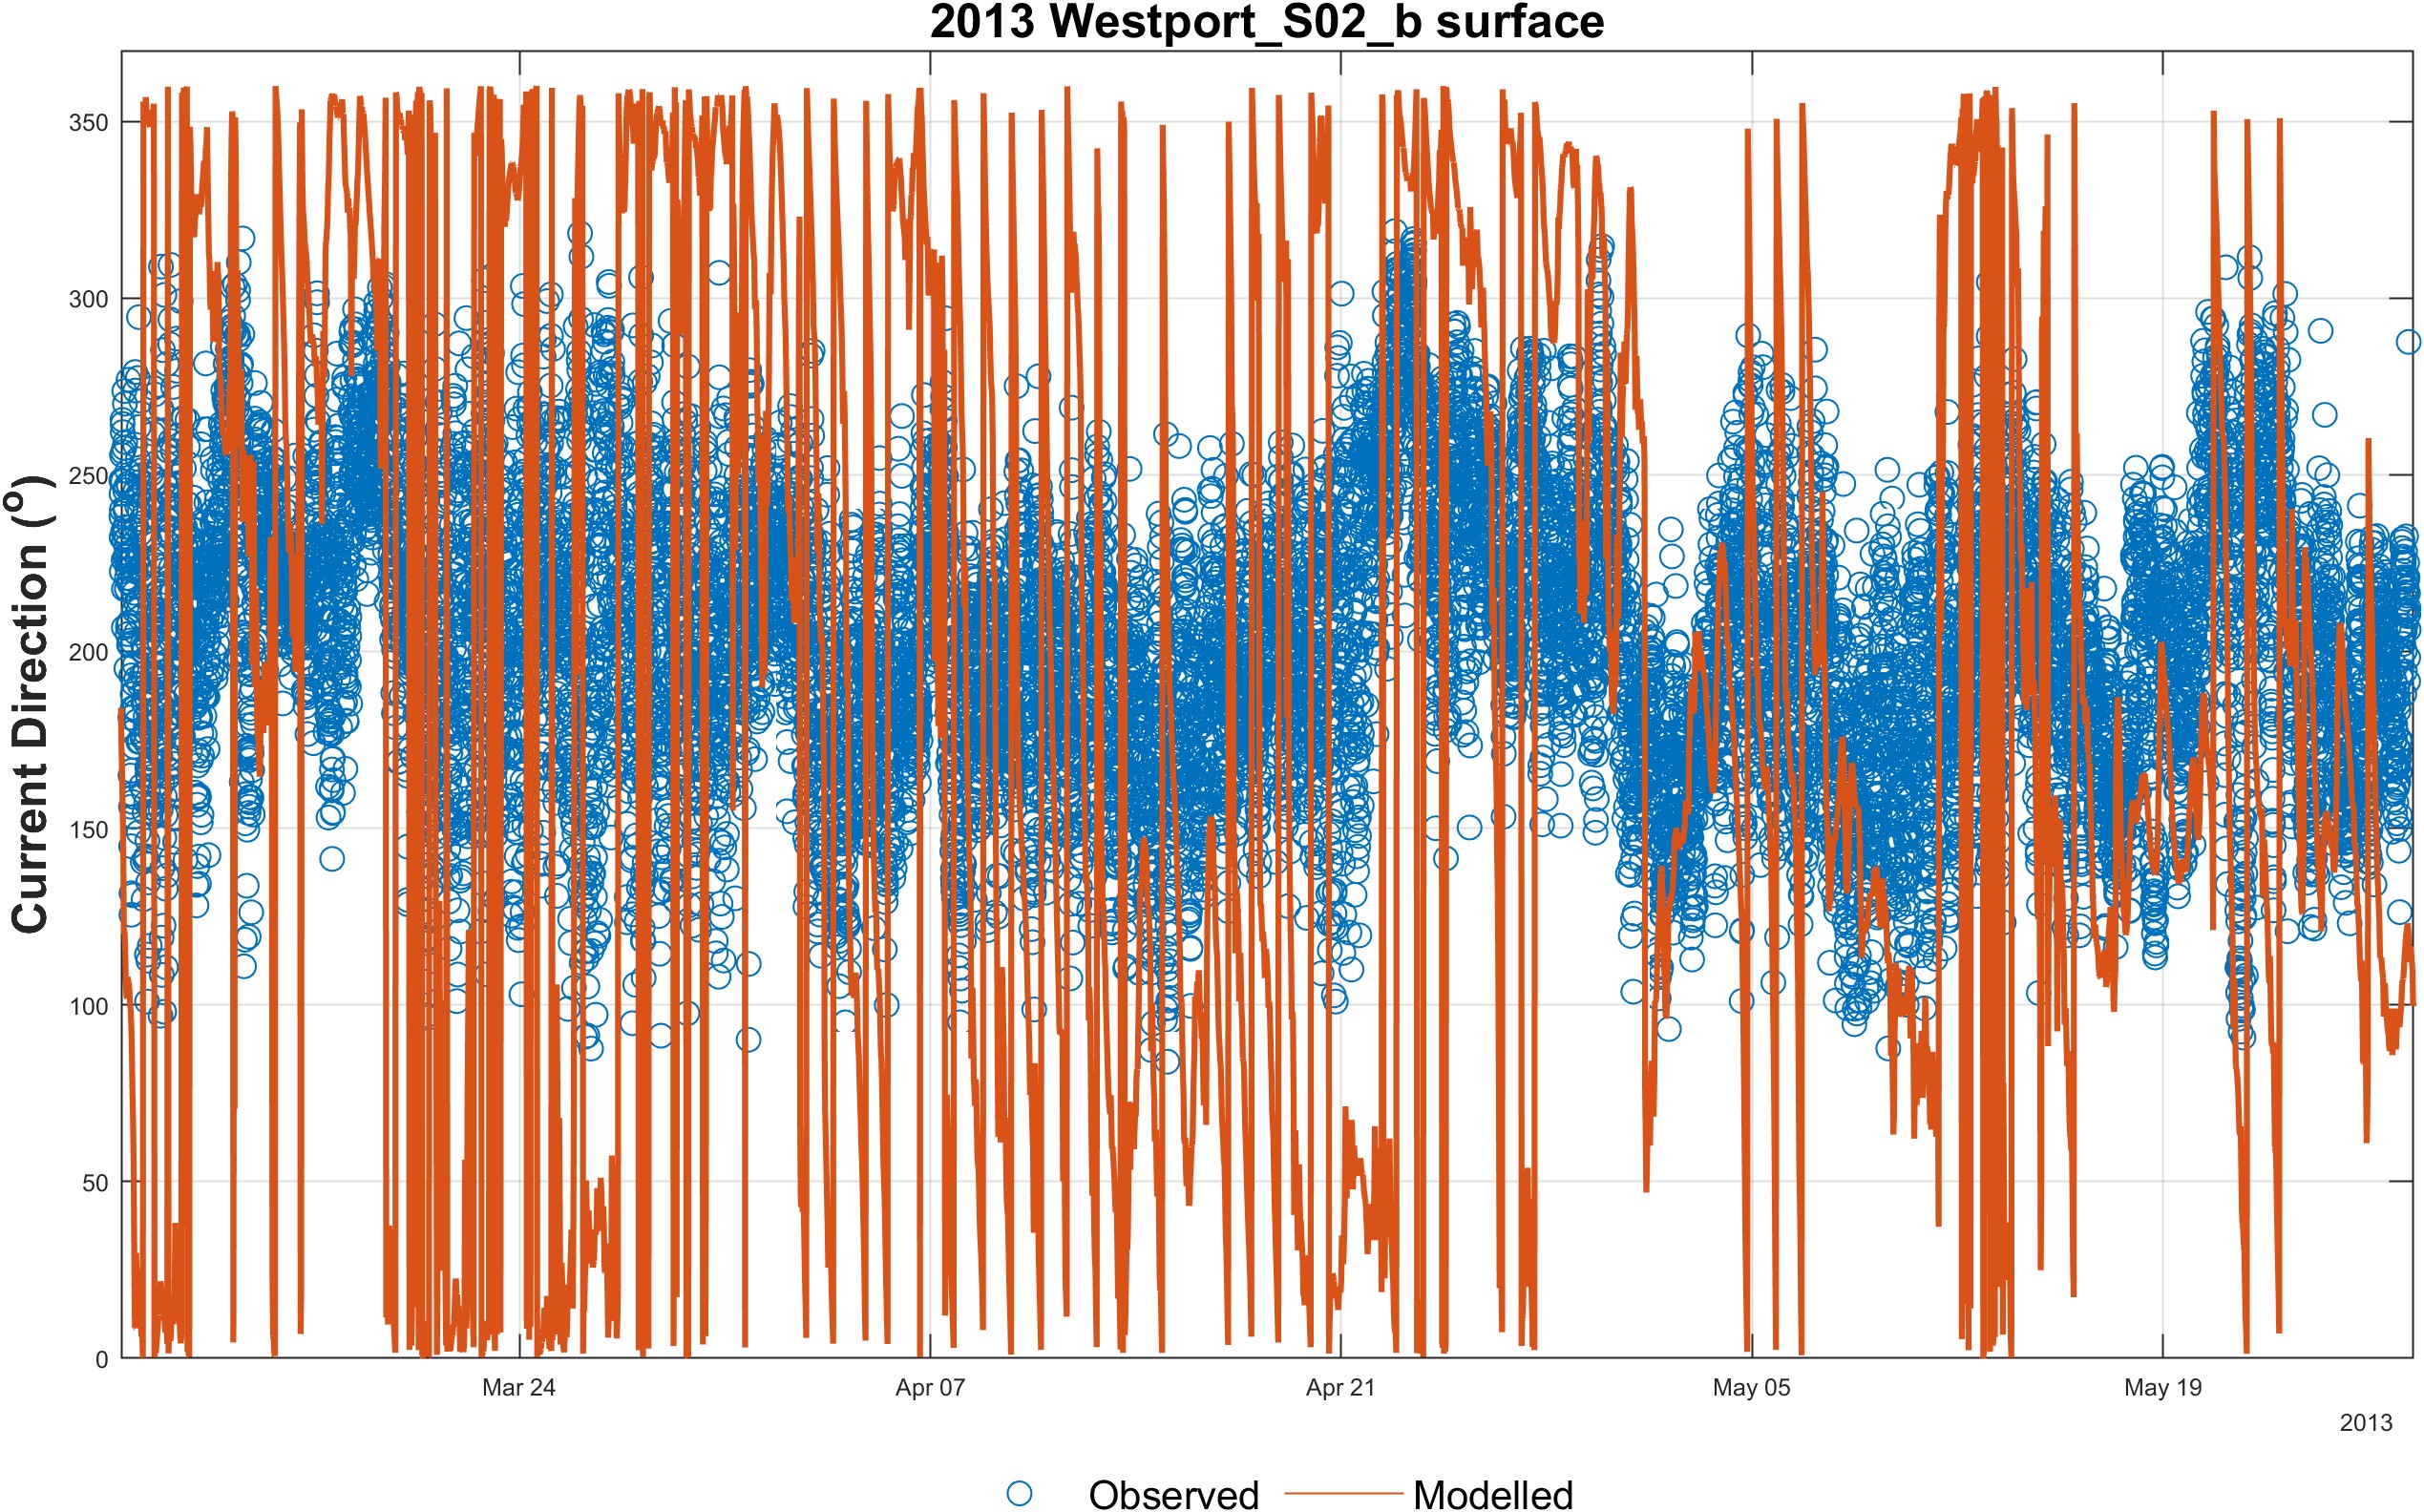 2013 Westport_S02_b surface
Current Direction (º)
350
300
250
200
150
100
50
0
Mar 24
Apr 07
Apr 21
May 05
May 19
2013
Observed
Modelled